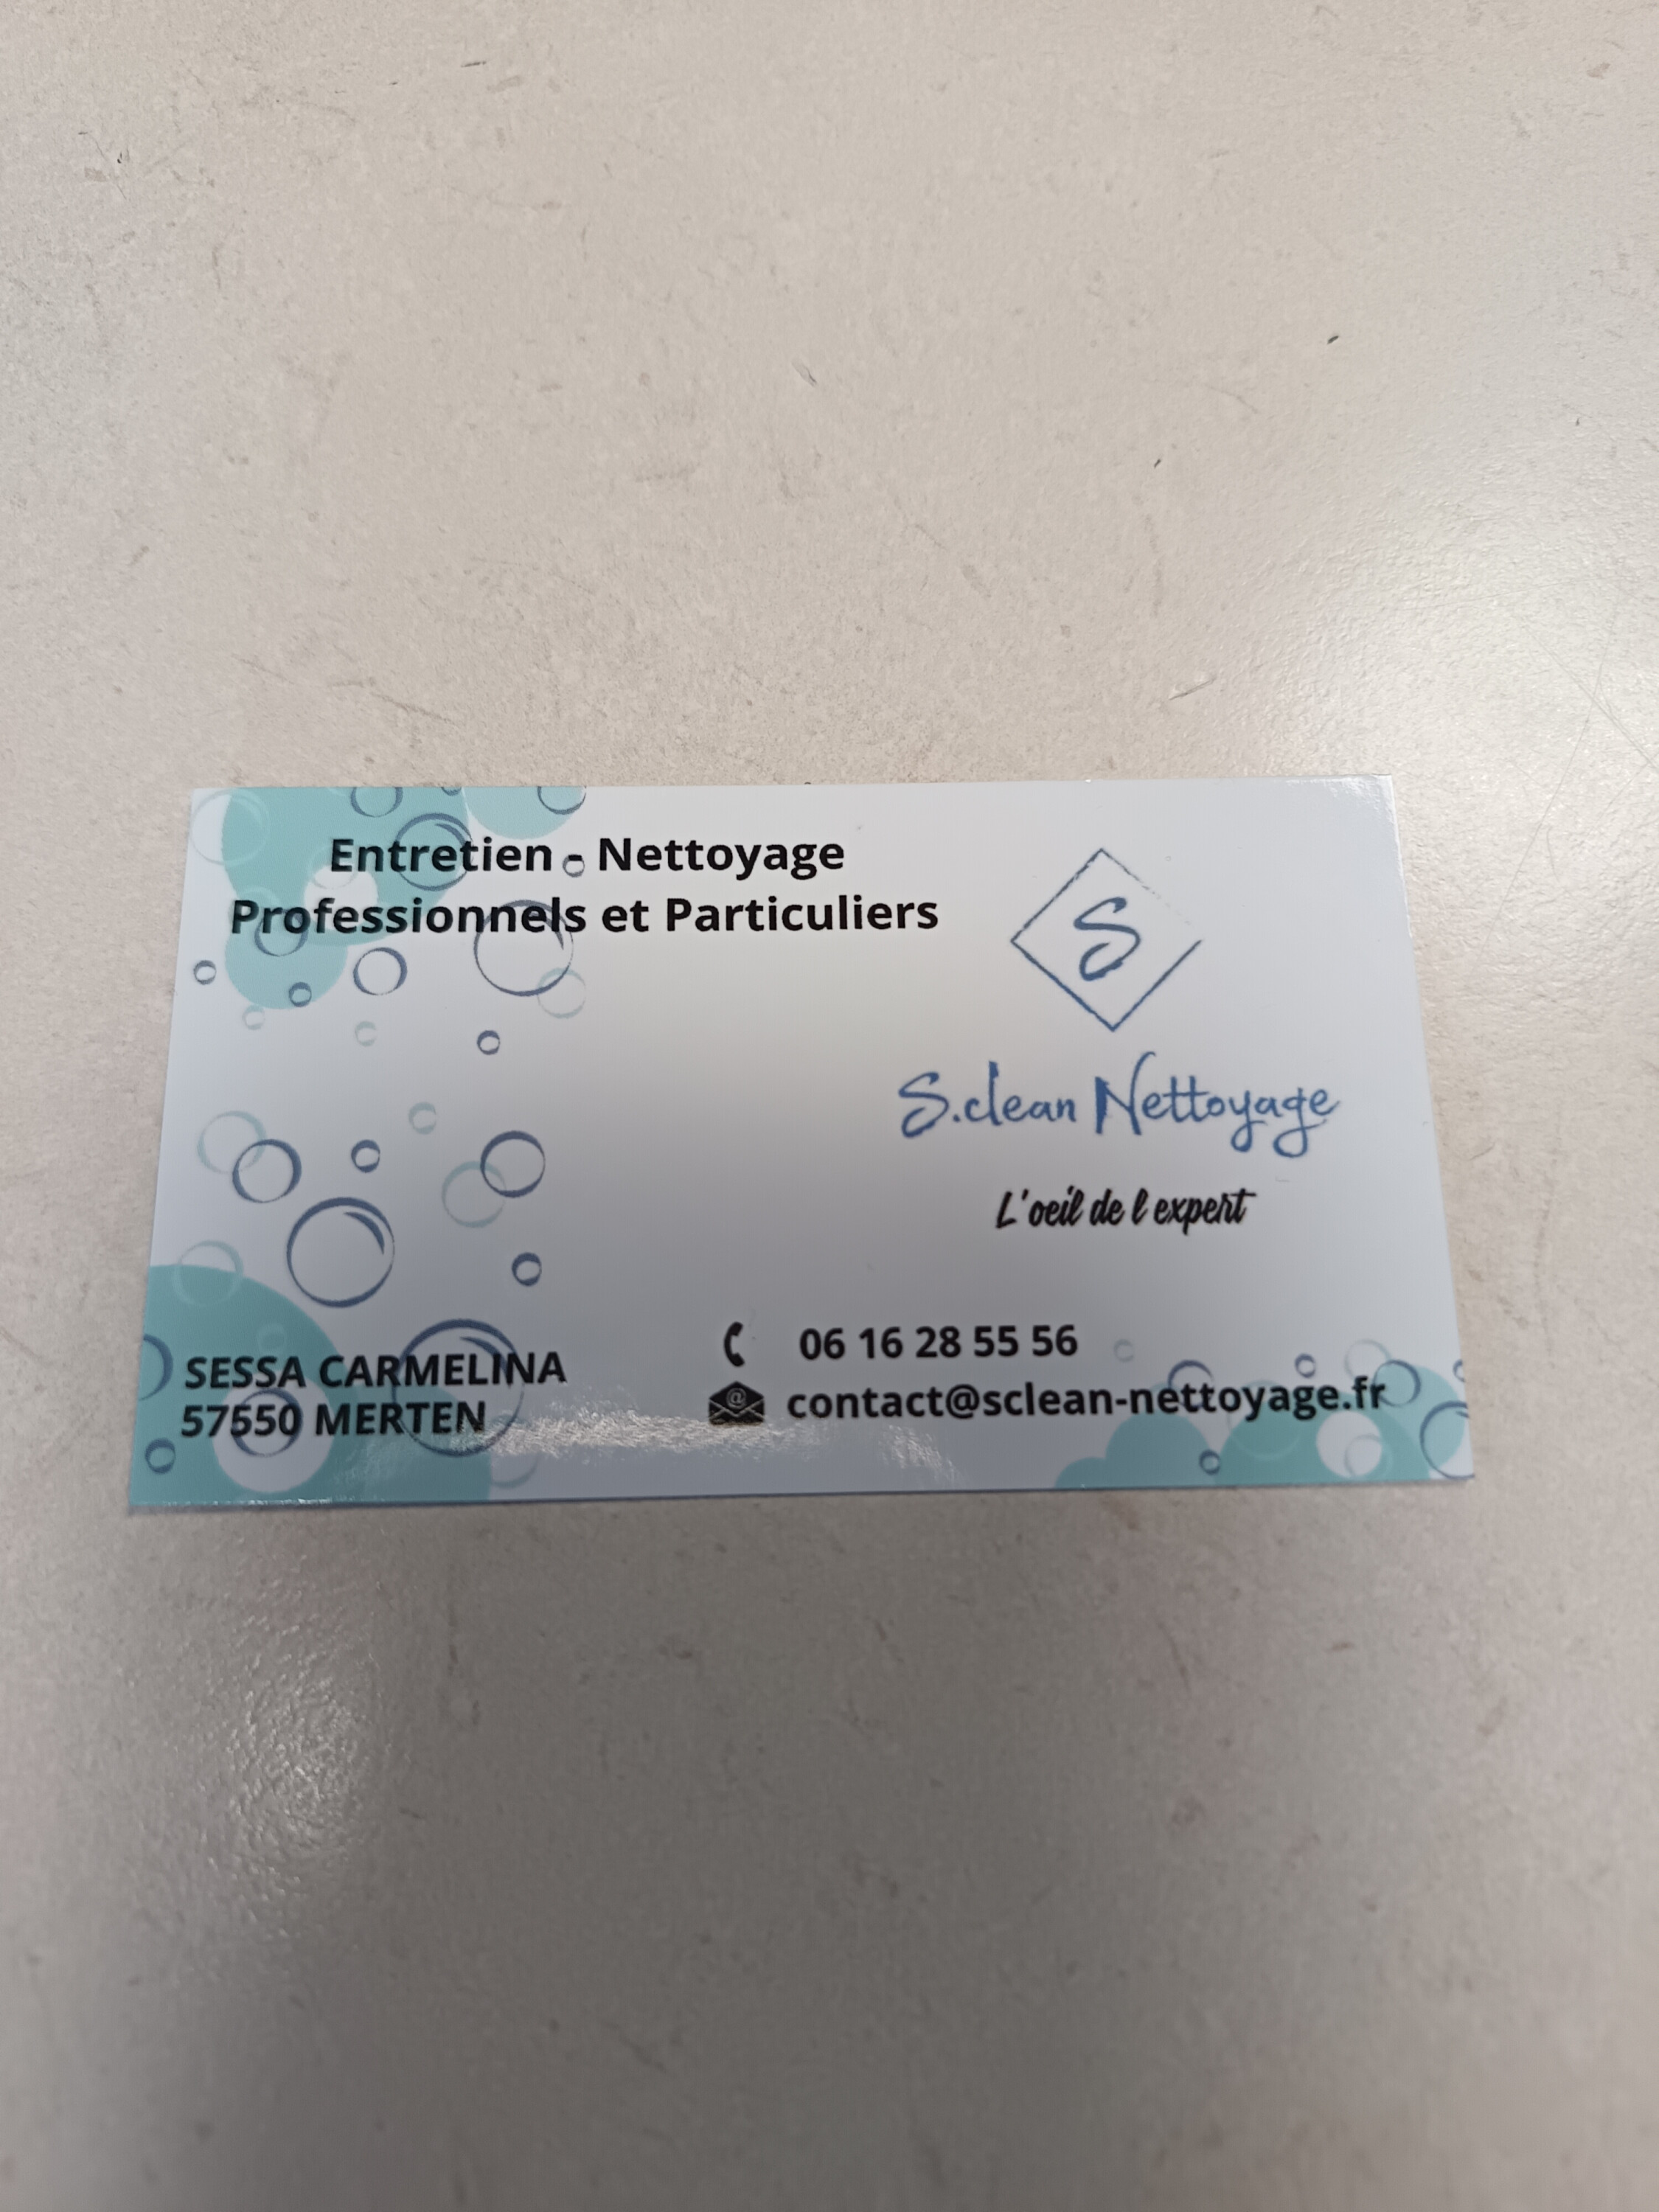 Entretien - Nettoyage
Professionnels et Particuliers
S
S.clean Nettoyage
L'oeil de l expert
SESSA CARMELINA
57550 MERTEN
06 16 28 55 56
contact@sclean-nettoyage.fr